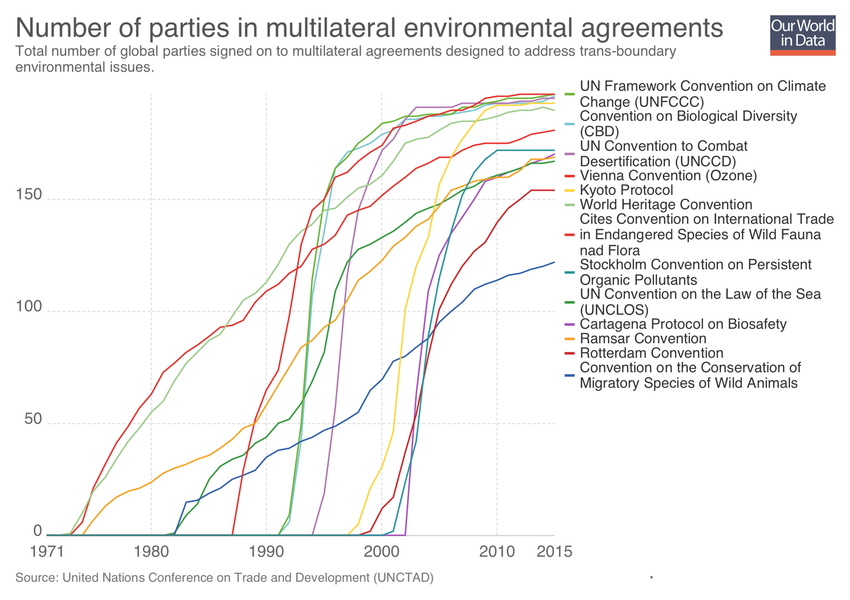 Number of parties in multilateral environmental agreements
Total number of global parties signed on to multilateral agreements designed to address trans-boundary
environmental issues.
Our World
in Data
UN Framework Convention on Climate
Change (UNFCCC)
Convention on Biological Diversity
(CBD)
UN Convention to Combat
Desertification (UNCCD)
Vienna Convention (Ozone)
Kyoto Protocol
World Heritage Convention
Cites Convention on International Trade
in Endangered Species of Wild Fauna
nad Flora
Stockholm Convention on Persistent
Organic Pollutants
UN Convention on the Law of the Sea
(UNCLOS)
Cartagena Protocol on Biosafety
Ramsar Convention
Rotterdam Convention
Convention on the Conservation of
Migratory Species of Wild Animals
150
100
50
0
1971 1980 1990 2000 2010 2015
Source: United Nations Conference on Trade and Development (UNCTAD)